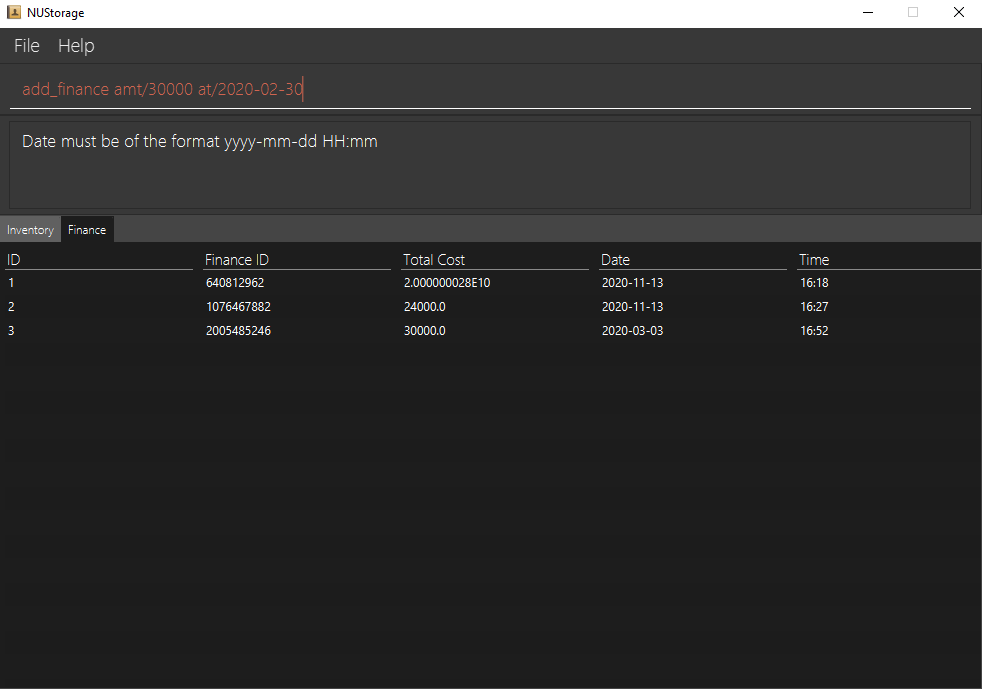 NUStorage
File Help
add_finance amt/30000 at/2020-02-30
Date must be of the format yyyy-mm-dd HH:mm
Inventory Finance
ID Finance ID Total Cost Date Time
1 640812962 2.000000028E10 2020-11-13 16:18
2 1076467882 24000.0 2020-11-13 16:27
3 2005485246 30000.0 2020-03-03 16:52